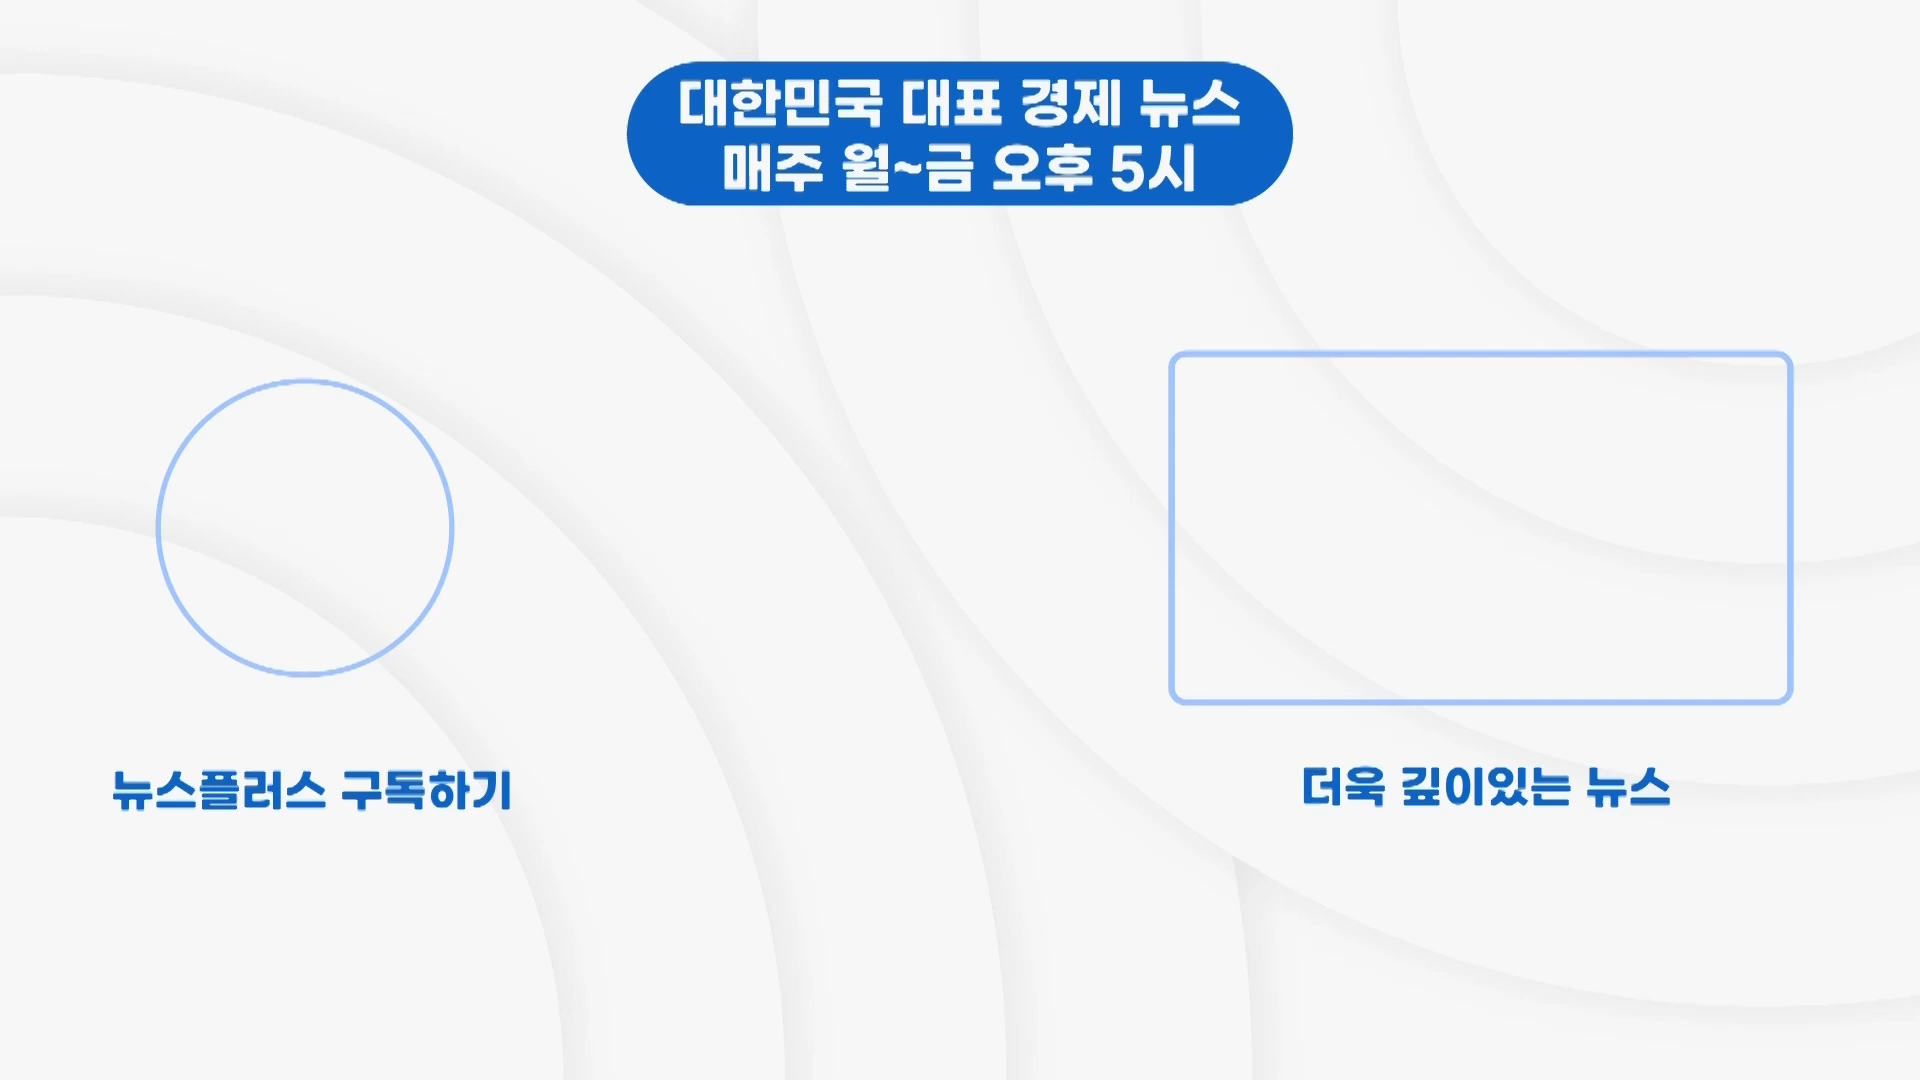 대한민국 대표 경제 뉴스
매주 월~금 오후 5시
뉴스플러스 구독하기
더욱 깊이있는 뉴스